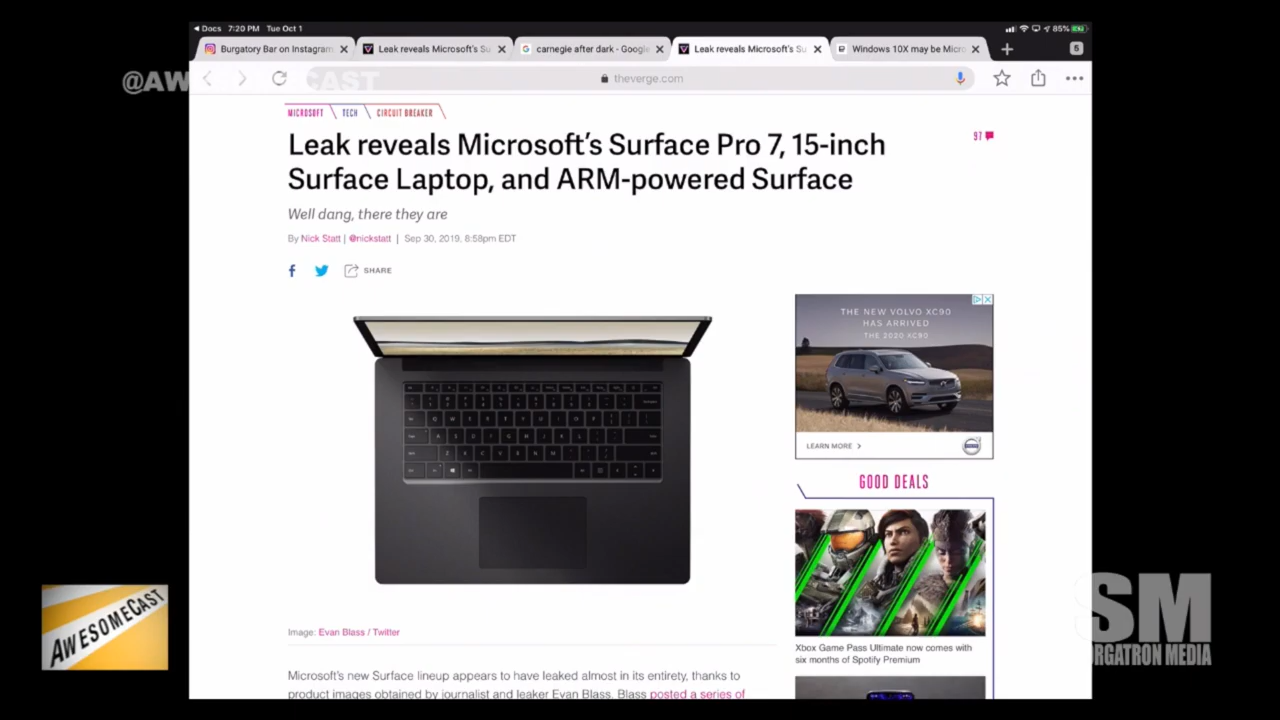 Docs 7:20 PM Tue Oct 1
85%
Burgatory Bar on Instagram
Leak reveals Microsoft's Su
carnegie after dark - Google
Leak reveals Microsoft's Su
Windows 10X may be Micro
5
@AW
CAST
theverge.com
MICROSOFT
TECH
CIRCUIT BREAKER
Leak reveals Microsoft's Surface Pro 7, 15-inch
Surface Laptop, and ARM-powered Surface
97
Well dang, there they are
By Nick Statt | @nickstatt | Sep 30, 2019, 8:58pm EDT
SHARE
THE NEW VOLVO XC90
HAS ARRIVED
THE 2020 XC90
LEARN MORE >
GOOD DEALS
Xbox Game Pass Ultimate now comes with
six months of Spotify Premium
Image: Evan Blass / Twitter
Microsoft's new Surface lineup appears to have leaked almost in its entirety, thanks to
product images obtained by journalist and leaker Evan Blass. Blass posted a series of
AWESOMECAST
SM
ORGATRON MEDIA